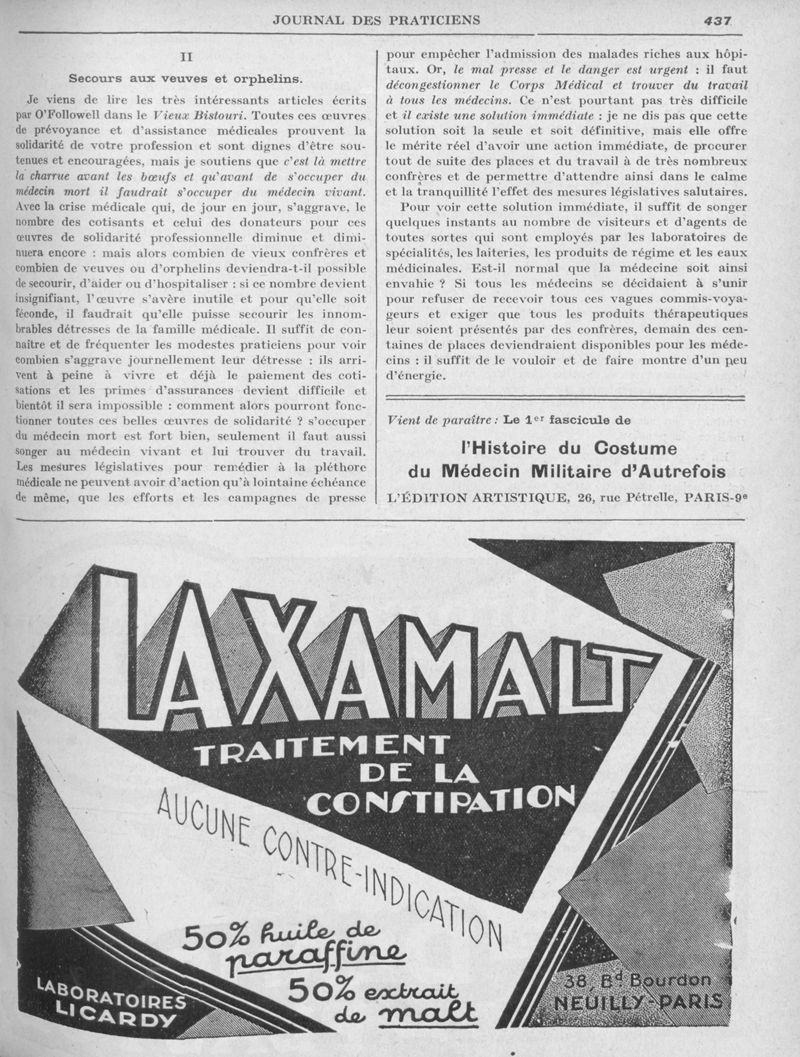 JOURNAL DES PRATICIENS 437
II
Secours aux veuves et orphelins.
Je viens de lire les très intéressants articles écrits
par O'Followell dans le Vieux Bistouri. Toutes ces œuvres
de prévoyance et d'assistance médicales prouvent la
solidarité de votre profession et sont dignes d'être sou-
tenues et encouragées, mais je soutiens que c'est là mettre
la charrue avant les bœufs et qu'avant de s'occuper du
médecin mort il faudrait s'occuper du médecin vivant.
Avec la crise médicale qui, de jour en jour, s'aggrave, le
nombre des cotisants et celui des donateurs pour ces
œuvres de solidarité professionnelle diminue et dimi-
nuera encore : mais alors combien de vieux confrères et
combien de veuves ou d'orphelins deviendra-t-il possible
de secourir, d'aider ou d'hospitaliser : si ce nombre devient
insignifiant, l'œuvre s'avère inutile et pour qu'elle soit
féconde, il faudrait qu'elle puisse secourir les innom-
brables détresses de la famille médicale. Il suffit de con-
naître et de fréquenter les modestes praticiens pour voir
combien s'aggrave journellement leur détresse : ils arri-
vent à peine à vivre et déjà le paiement des coti-
sations et les primes d'assurances devient difficile et
bientôt il sera impossible : comment alors pourront fonc-
tionner toutes ces belles œuvres de solidarité ? s'occuper
du médecin mort est fort bien, seulement il faut aussi
songer au médecin vivant et lui trouver du travail.
Les mesures législatives pour remédier à la pléthore
médicale ne peuvent avoir d'action qu'à lointaine échéance
de même, que les efforts et les campagnes de presse
pour empêcher l'admission des malades riches aux hôpi-
taux. Or, le mal presse et le danger est urgent : il faut
décongestionner le Corps Médical et trouver du travail
à tous les médecins. Ce n'est pourtant pas très difficile
et il existe une solution immédiate : je ne dis pas que cette
solution soit la seule et soit définitive, mais elle offre
le mérite réel d'avoir une action immédiate, de procurer
tout de suite des places et du travail à de très nombreux
confrères et de permettre d'attendre ainsi dans le calme
et la tranquillité l'effet des mesures législatives salutaires.
Pour voir cette solution immédiate, il suffit de songer
quelques instants au nombre de visiteurs et d'agents de
toutes sortes qui sont employés par les laboratoires de
spécialités, les laiteries, les produits de régime et les eaux
médicinales. Est-il normal que la médecine soit ainsi
envahie ? Si tous les médecins se décidaient à s'unir
pour refuser de recevoir tous ces vagues commis-voya-
geurs et exiger que tous les produits thérapeutiques
leur soient présentés par des confrères, demain des cen-
taines de places deviendraient disponibles pour les méde-
cins : il suffit de le vouloir et de faire montre d'un peu
d'énergie.
Vient de paraître : Le 1er fascicule de
l'Histoire du Costume
du Médecin Militaire d'Autrefois
L'ÉDITION ARTISTIQUE, 26, rue Pétrelle, PARIS-9e
LAXAMALT
TRAITEMENT
DE LA
CONSTIPATION
AUCUNE CONTRE-INDICATION
50% huile de
paraffine
50% extrait
de malt
LABORATOIRES
LICARDY
38, Bd Bourdon
NEUILLY-PARIS